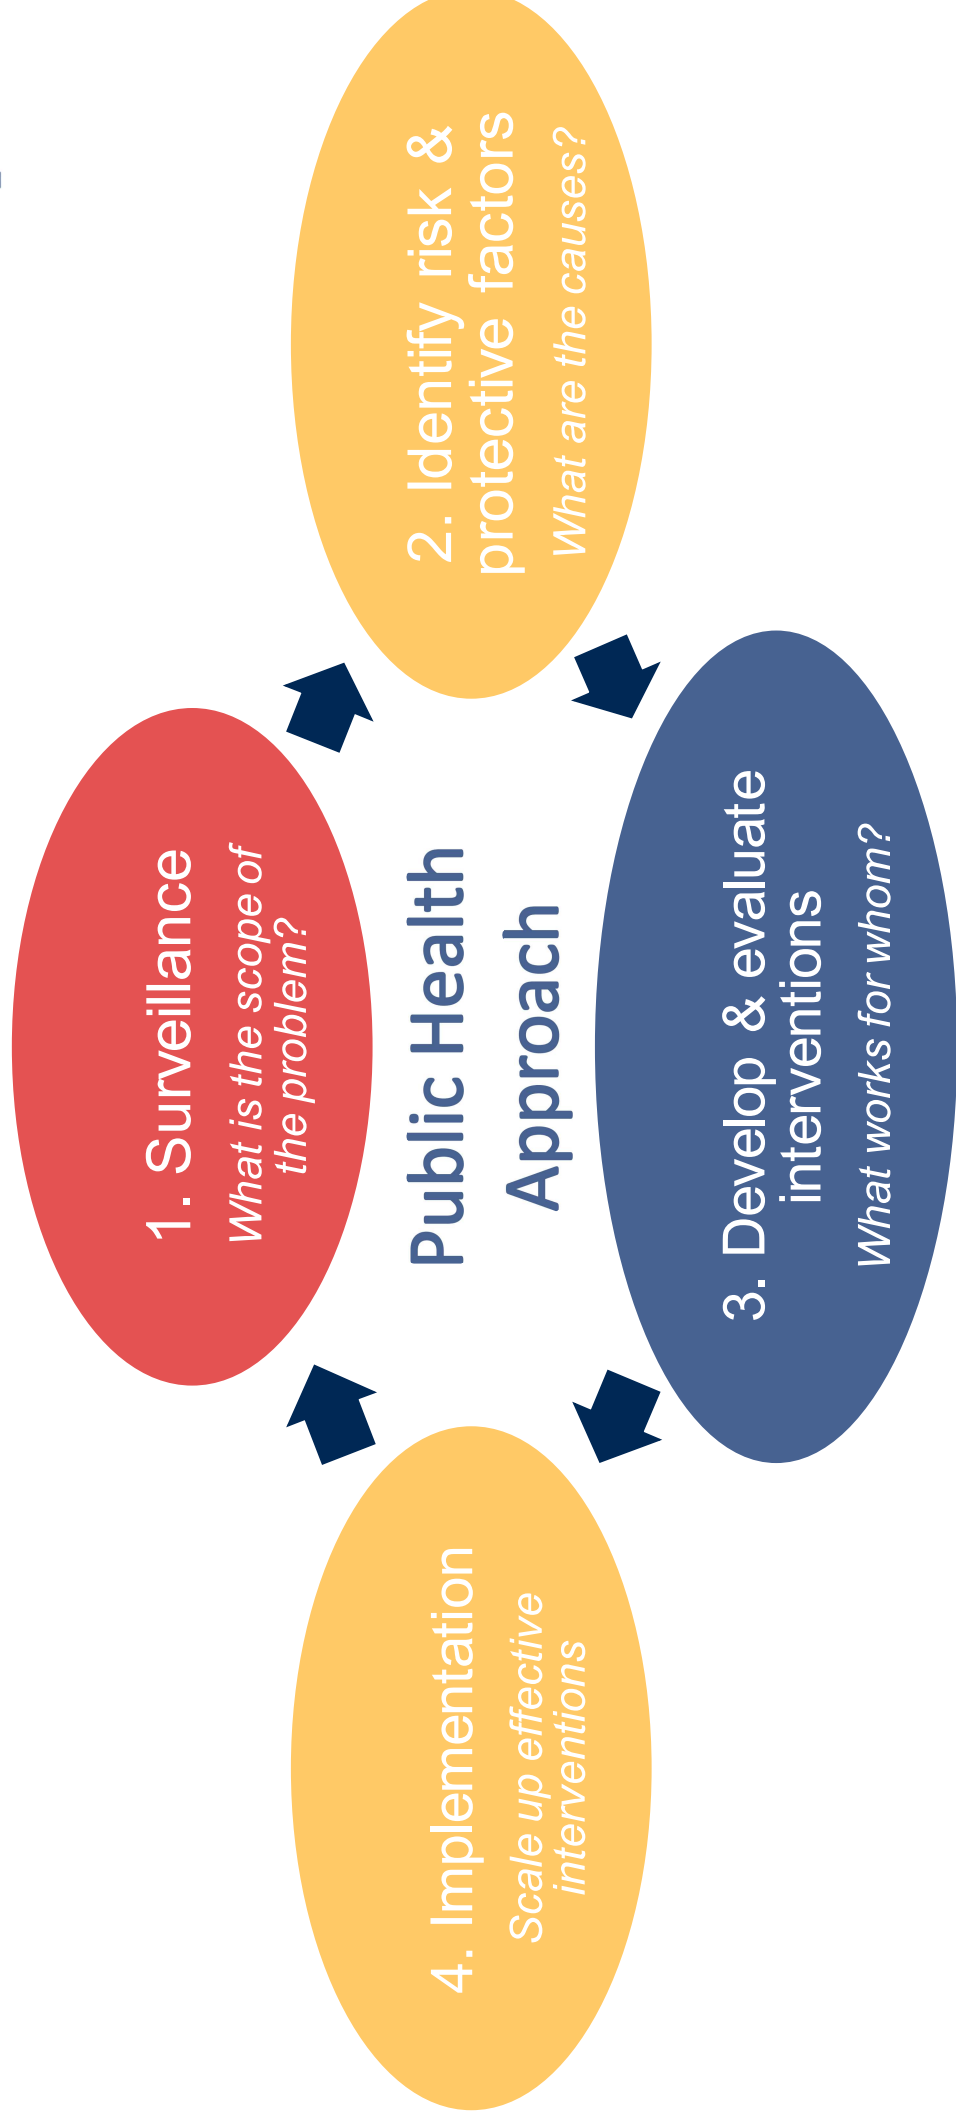 1. Surveillance
What is the scope of
the problem?
2. Identify risk &
protective factors
What are the causes?
Public Health
Approach
3. Develop & evaluate
interventions
What works for whom?
4. Implementation
Scale up effective
interventions